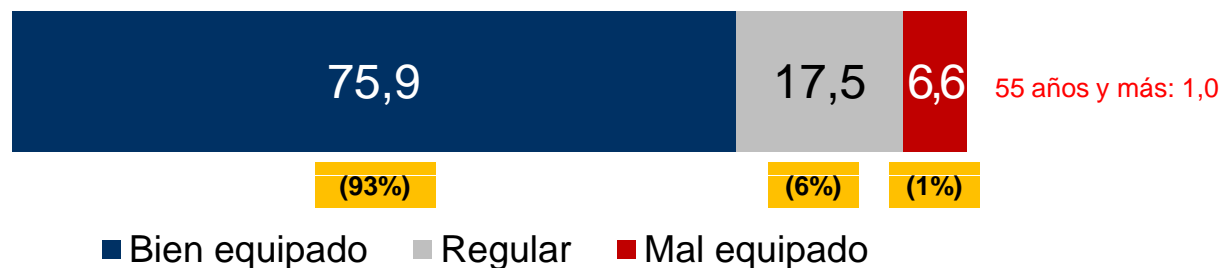 75,9 17,5 6,6 55 años y más: 1,0
(93%) (6%) (1%)
Bien equipado Regular Mal equipado